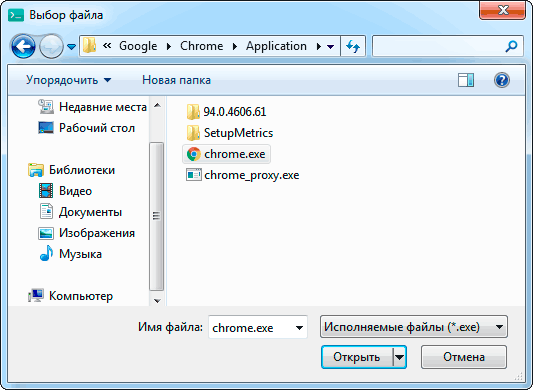 Выбор файла
« Google Chrome Application
Упорядочить Новая папка
Недавние места
Рабочий стол
Библиотеки
Видео
Документы
Изображения
Музыка
Компьютер
94.0.4606.61
SetupMetrics
chrome.exe
chrome_proxy.exe
Имя файла: chrome.exe Исполняемые файлы (*.exe)
Открыть Отмена